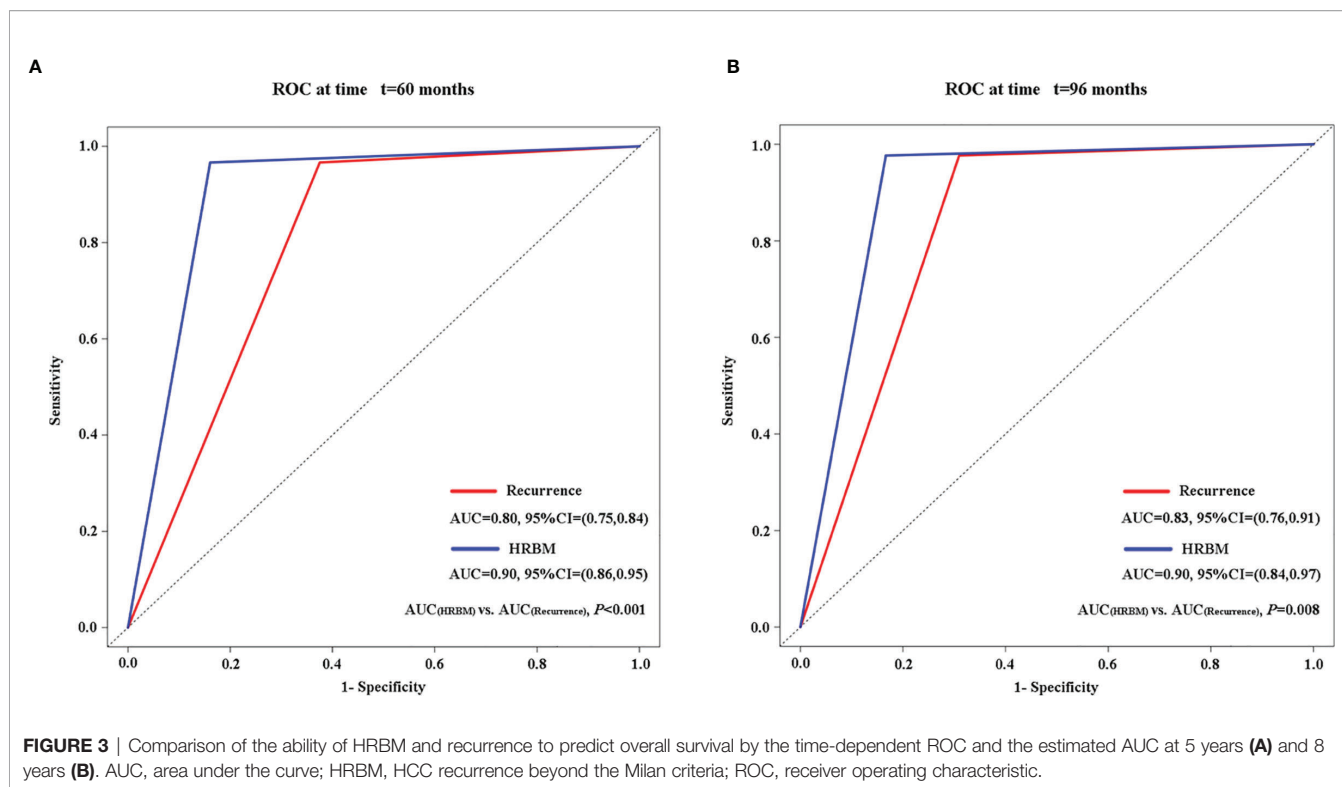 A
ROC at time t=60 months
1.0
0.8
0.6
0.4
0.2
0.0
Sensitivity
0.0 0.2 0.4 0.6 0.8 1.0
1- Specificity
Recurrence
AUC=0.80, 95%CI=(0.75,0.84)
HRBM
AUC=0.90, 95%CI=(0.86,0.95)
AUC(HRBM) VS. AUC(Recurrence), P<0.001
B
ROC at time t=96 months
1.0
0.8
0.6
0.4
0.2
0.0
Sensitivity
0.0 0.2 0.4 0.6 0.8 1.0
1- Specificity
Recurrence
AUC=0.83, 95%CI=(0.76,0.91)
HRBM
AUC=0.90, 95%CI=(0.84,0.97)
AUC(HRBM) VS. AUC(Recurrence), P=0.008
FIGURE 3 | Comparison of the ability of HRBM and recurrence to predict overall survival by the time-dependent ROC and the estimated AUC at 5 years (A) and 8
years (B). AUC, area under the curve; HRBM, HCC recurrence beyond the Milan criteria; ROC, receiver operating characteristic.